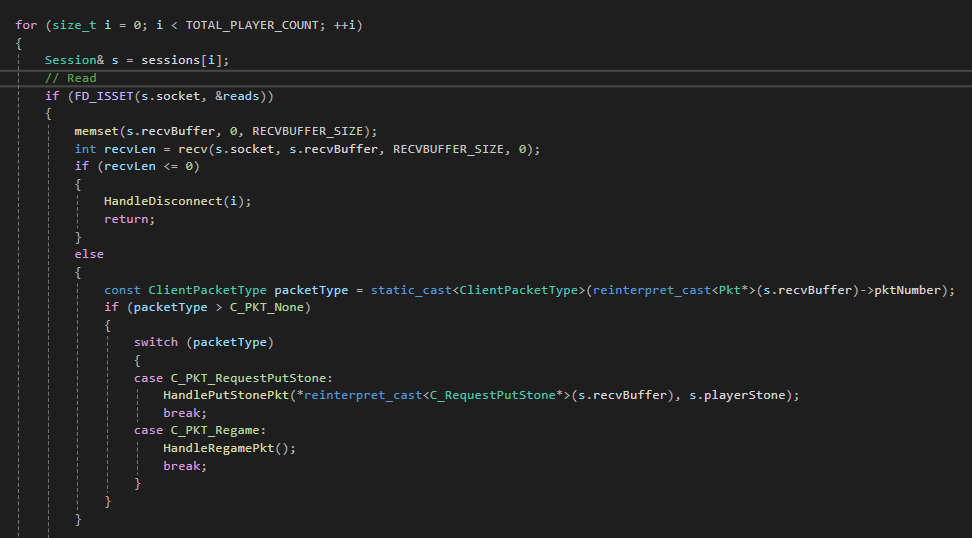 for (size_t i = 0; i < TOTAL_PLAYER_COUNT; ++i)
{
    Session& s = sessions[i];
    // Read
    if (FD_ISSET(s.socket, &reads))
    {
        memset(s.recvBuffer, 0, RECVBUFFER_SIZE);
        int recvLen = recv(s.socket, s.recvBuffer, RECVBUFFER_SIZE, 0);
        if (recvLen <= 0)
        {
            HandleDisconnect(i);
            return;
        }
        else
        {
            const ClientPacketType packetType = static_cast<ClientPacketType>(reinterpret_cast<Pkt*>(s.recvBuffer)->pktNumber);
            if (packetType > C_PKT_None)
            {
                switch (packetType)
                {
                case C_PKT_RequestPutStone:
                    HandlePutStonePkt(*reinterpret_cast<C_RequestPutStone*>(s.recvBuffer), s.playerStone);
                    break;
                case C_PKT_Regame:
                    HandleRegamePkt();
                    break;
                }
            }
        }